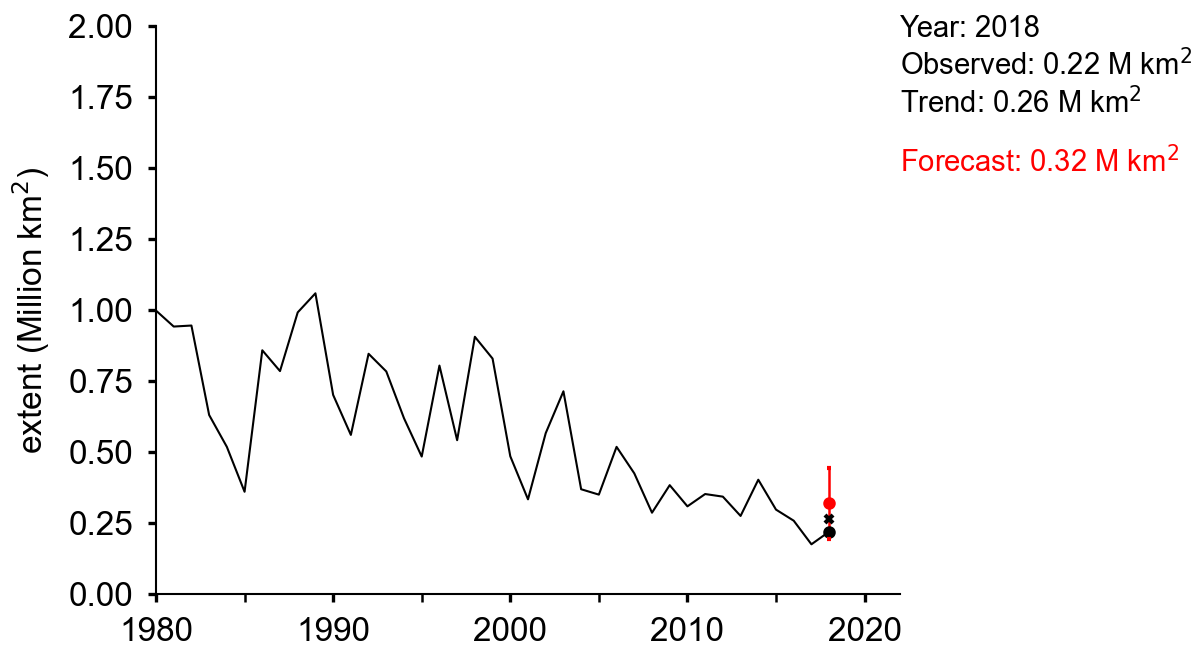 2.00
1.75
1.50
1.25
1.00
0.75
0.50
0.25
0.00
extent (Million km²)
1980 1990 2000 2010 2020
Year: 2018
Observed: 0.22 M km²
Trend: 0.26 M km²
Forecast: 0.32 M km²